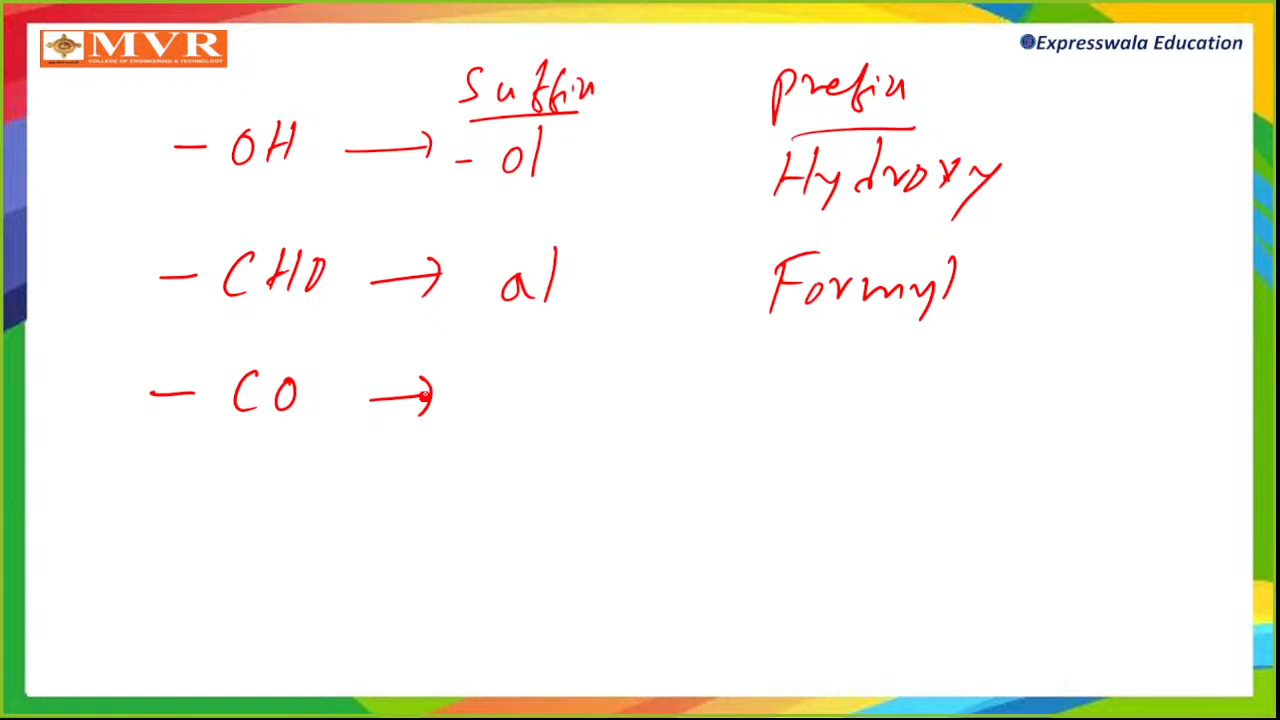 MVR
COLLEGE OF ENGINEERING & TECHNOLOGY
Expresswala Education
Suffix Prefix
- OH → - ol Hydroxy
- CHO → al Formyl
- CO →